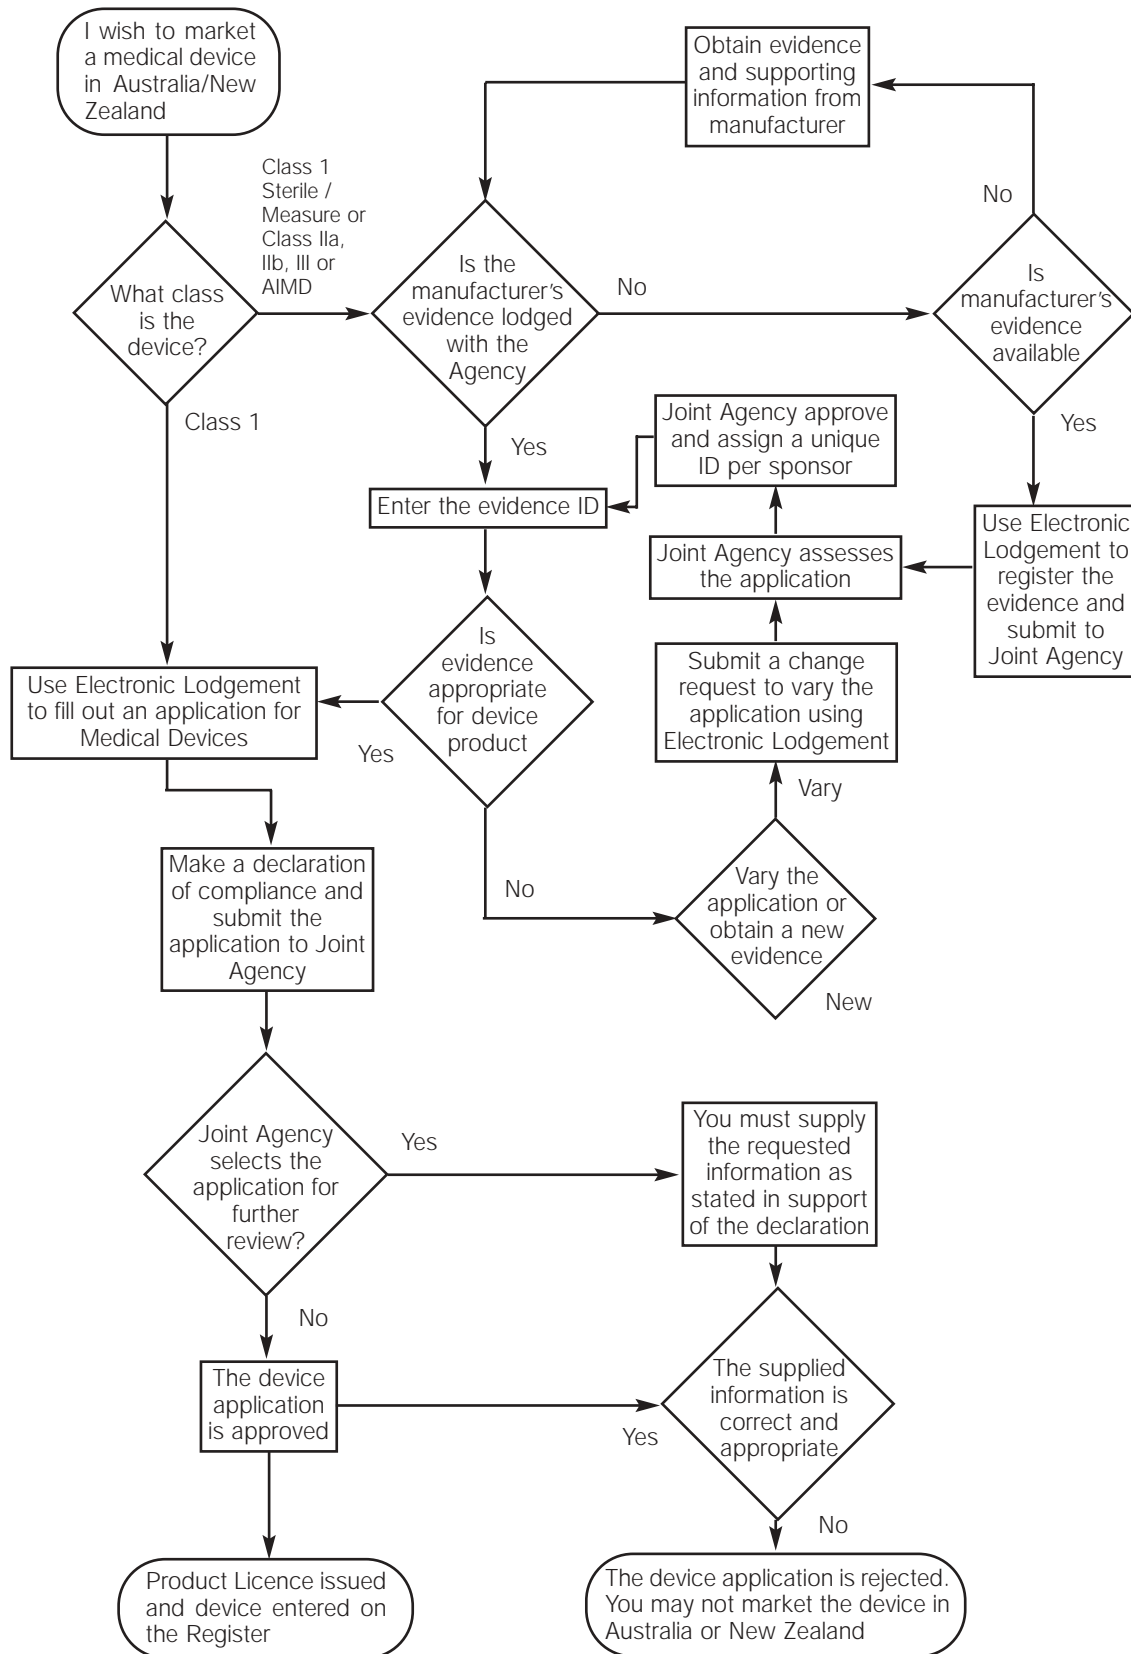 I wish to market
a medical device
in Australia/New
Zealand
Obtain evidence
and supporting
information from
manufacturer
Class 1
Sterile /
Measure or
Class IIa,
IIb, III or
AIMD
No
What class
is the
device?
Is the
manufacturer's
evidence lodged
with the
Agency
No
Is
manufacturer's
evidence
available
Class 1
Yes
Joint Agency approve
and assign a unique
ID per sponsor
Yes
Enter the evidence ID
Joint Agency assesses
the application
Use Electronic
Lodgement to
register the
evidence and
submit to
Joint Agency
Use Electronic Lodgement
to fill out an application for
Medical Devices
Is
evidence
appropriate
for device
product
Yes
Submit a change
request to vary the
application using
Electronic Lodgement
Vary
Make a declaration
of compliance and
submit the
application to Joint
Agency
No
Vary the
application or
obtain a new
evidence
New
Joint Agency
selects the
application for
further
review?
Yes
You must supply
the requested
information as
stated in support
of the declaration
No
The device
application
is approved
Yes
The supplied
information is
correct and
appropriate
No
Product Licence issued
and device entered on
the Register
The device application is rejected.
You may not market the device in
Australia or New Zealand